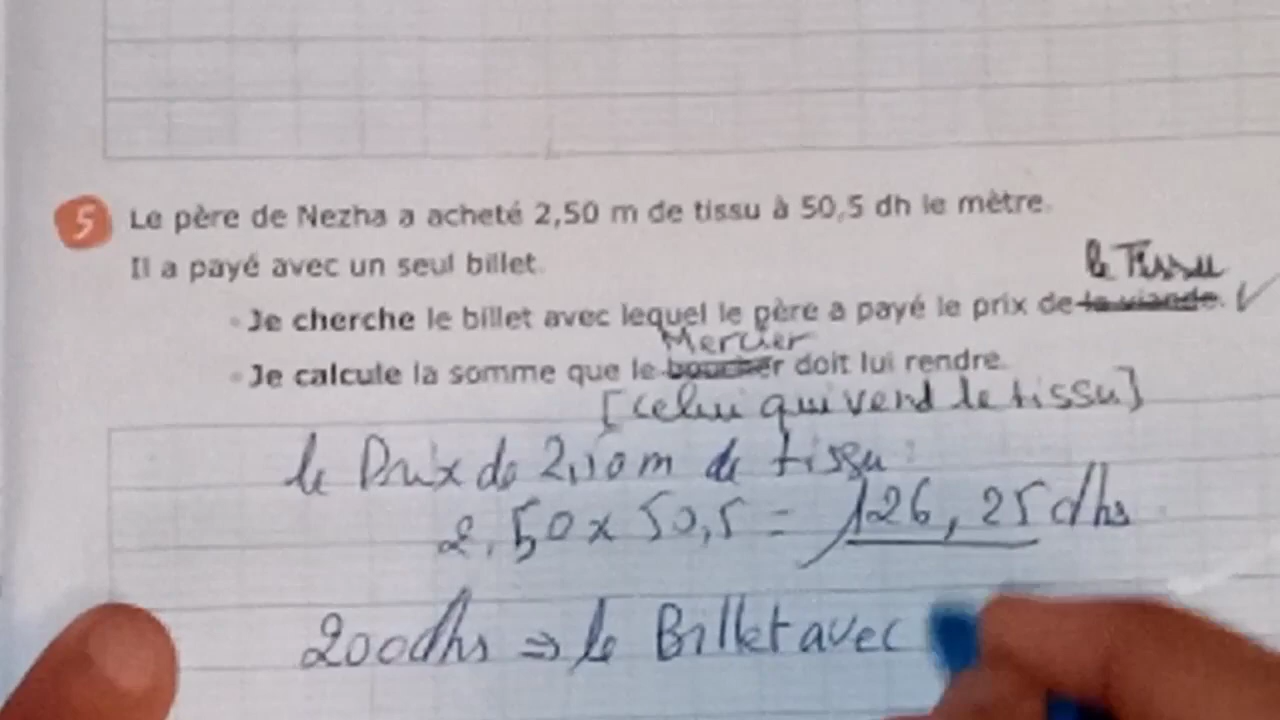 5 Le père de Nezha a acheté 2,50 m de tissu à 50,5 dh le mètre.
Il a payé avec un seul billet.
le Tissu
- Je cherche le billet avec lequel le père a payé le prix de la viande.
Mercier
- Je calcule la somme que le boucher doit lui rendre.
[celui qui vend le tissu]
le Prix de 2,50m de tissu :
2,50 x 50,5 = 126,25 dhs
200dhs ⇒ le Billet avec